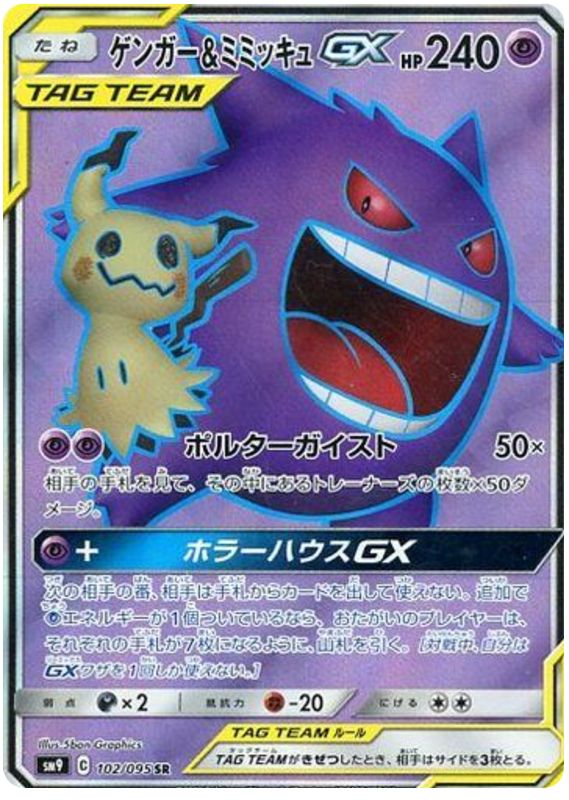 たね ゲンガー&ミミッキュGX HP240
TAG TEAM
ポルターガイスト 50×
相手の手札を見て、その中にあるトレーナーズの枚数×50ダ
メージ。
+ ホラーハウスGX
次の相手の番、相手は手札からカードを出して使えない。追加で
エネルギーが1個ついているなら、おたがいのプレイヤーは、
それぞれの手札が7枚になるように、山札を引く。[対戦中、自分は
GXワザを1回しか使えない。]
弱点 ×2 抵抗力 -20 にげる
Illus. 5ban Graphics
TAG TEAM ルール
sm9 C 102/095 SR
TAG TEAMがきぜつしたとき、相手はサイドを3枚とる。